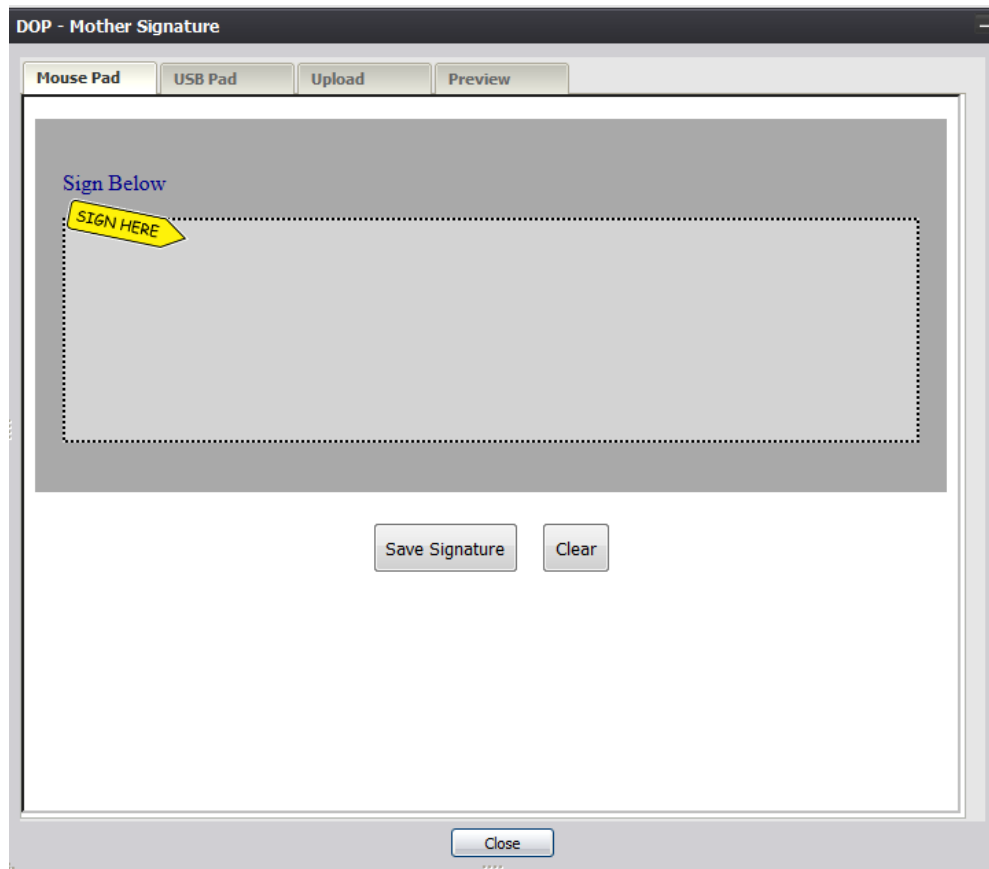 DOP - Mother Signature
Mouse Pad USB Pad Upload Preview
Sign Below
SIGN HERE
Save Signature Clear
Close